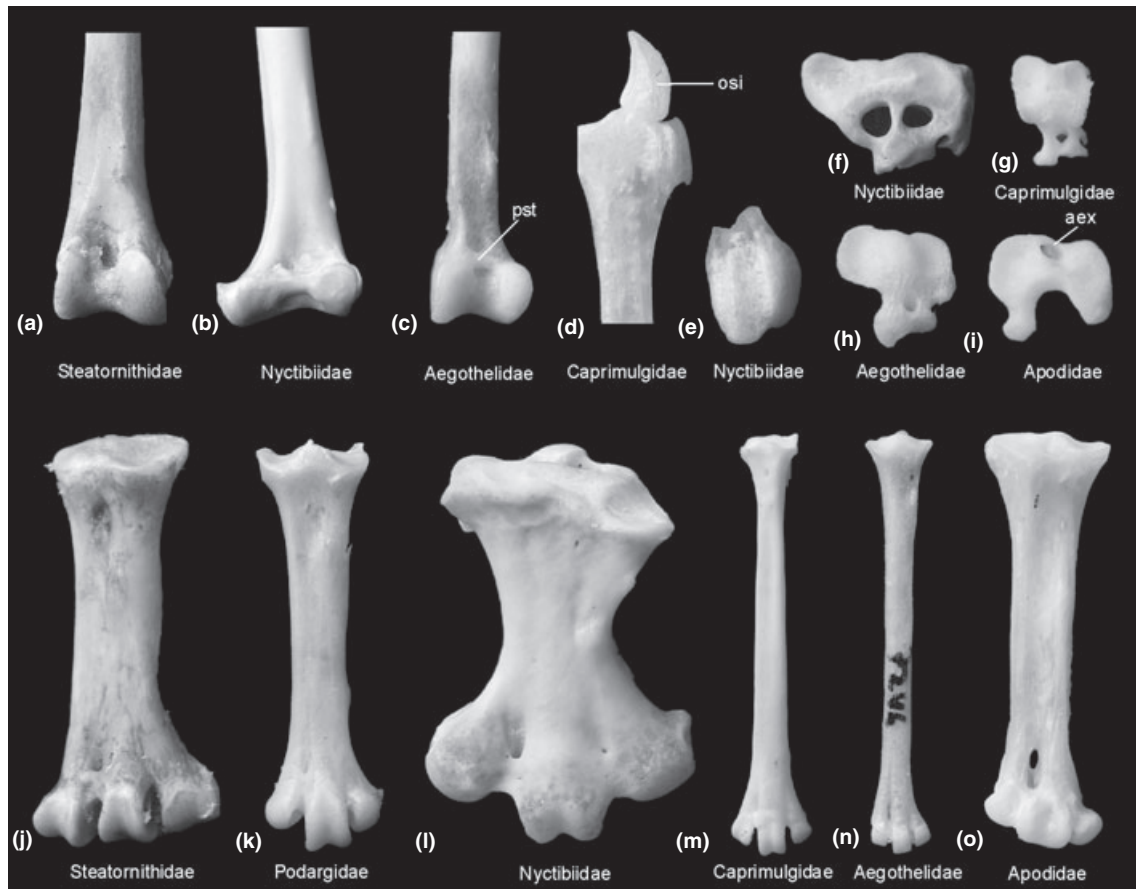 osi
pst
aex
(a)
(b)
(c)
(d)
(e)
(f)
(g)
(h)
(i)
Steatornithidae
Nyctibiidae
Aegothelidae
Caprimulgidae
Nyctibiidae
Nyctibiidae
Caprimulgidae
Aegothelidae
Apodidae
(j)
(k)
(l)
(m)
(n)
(o)
Steatornithidae
Podargidae
Nyctibiidae
Caprimulgidae
Aegothelidae
Apodidae